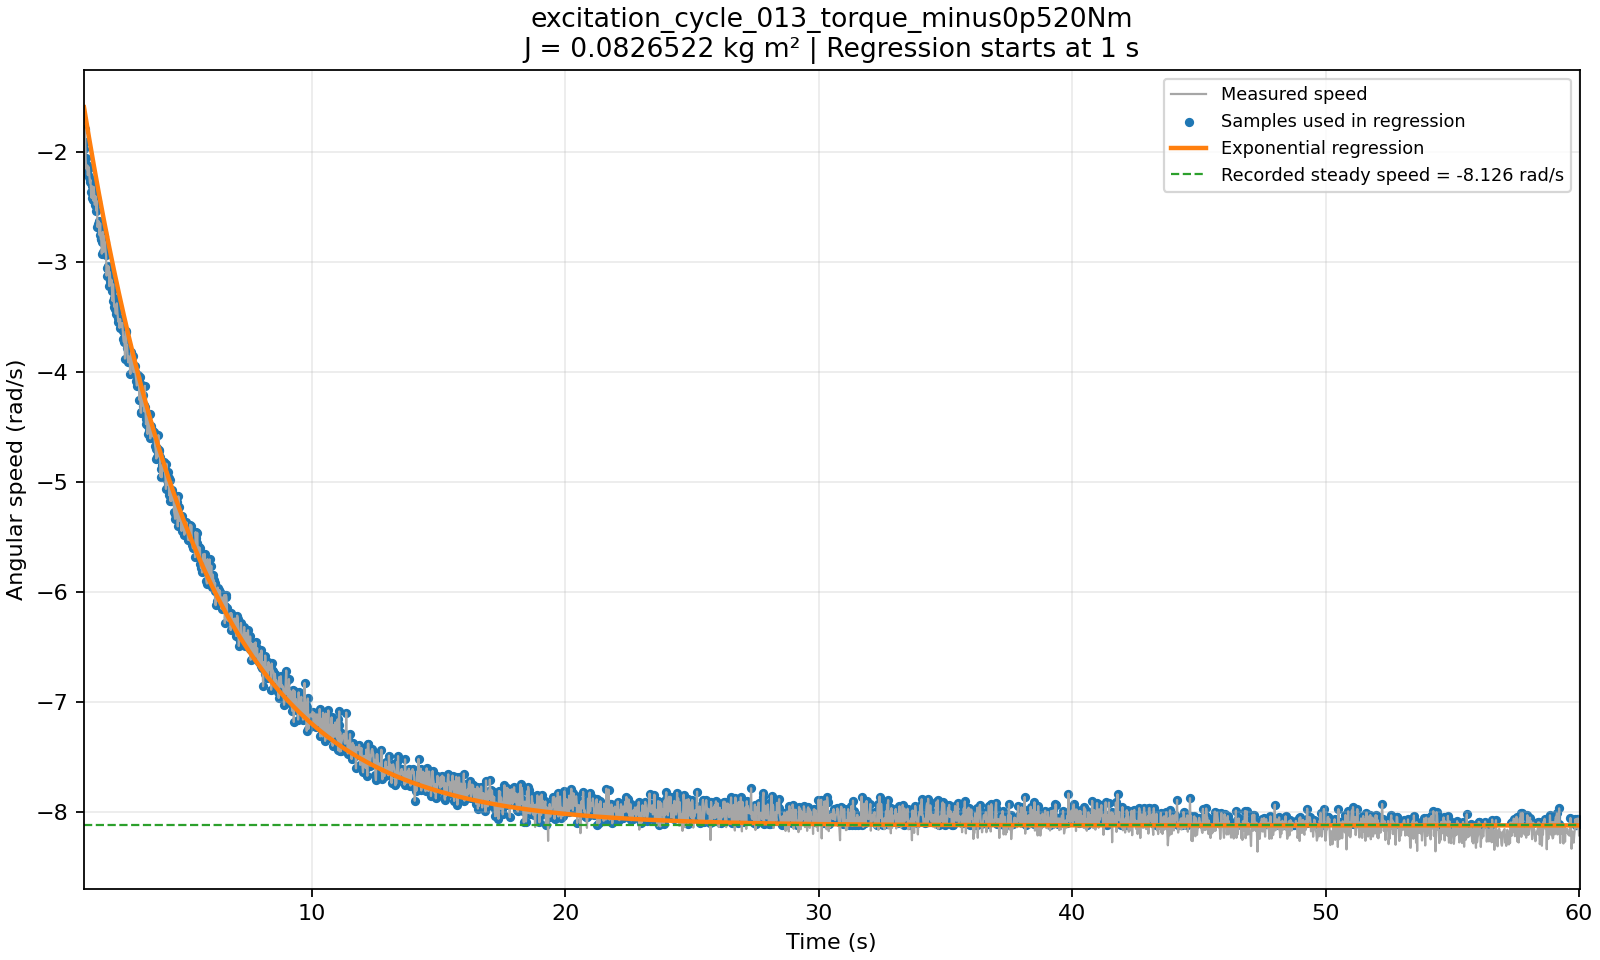 excitation_cycle_013_torque_minus0p520Nm
J = 0.0826522 kg m² | Regression starts at 1 s
Measured speed
Samples used in regression
Exponential regression
Recorded steady speed = -8.126 rad/s
Angular speed (rad/s)
−2
−3
−4
−5
−6
−7
−8
10
20
30
40
50
60
Time (s)